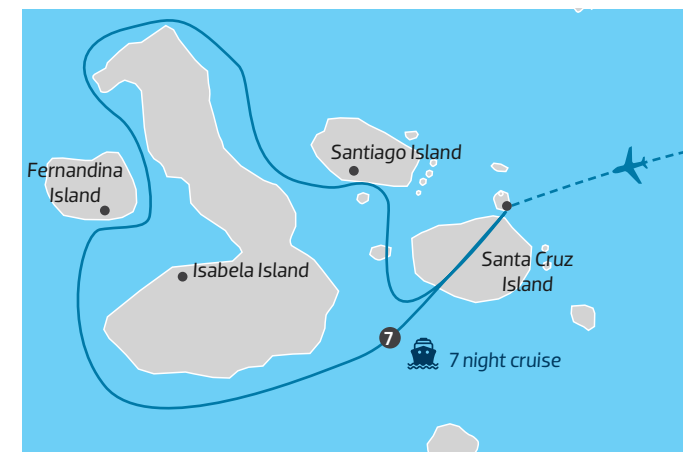 Santiago Island
Fernandina
Island
Isabela Island
Santa Cruz
Island
7
7 night cruise